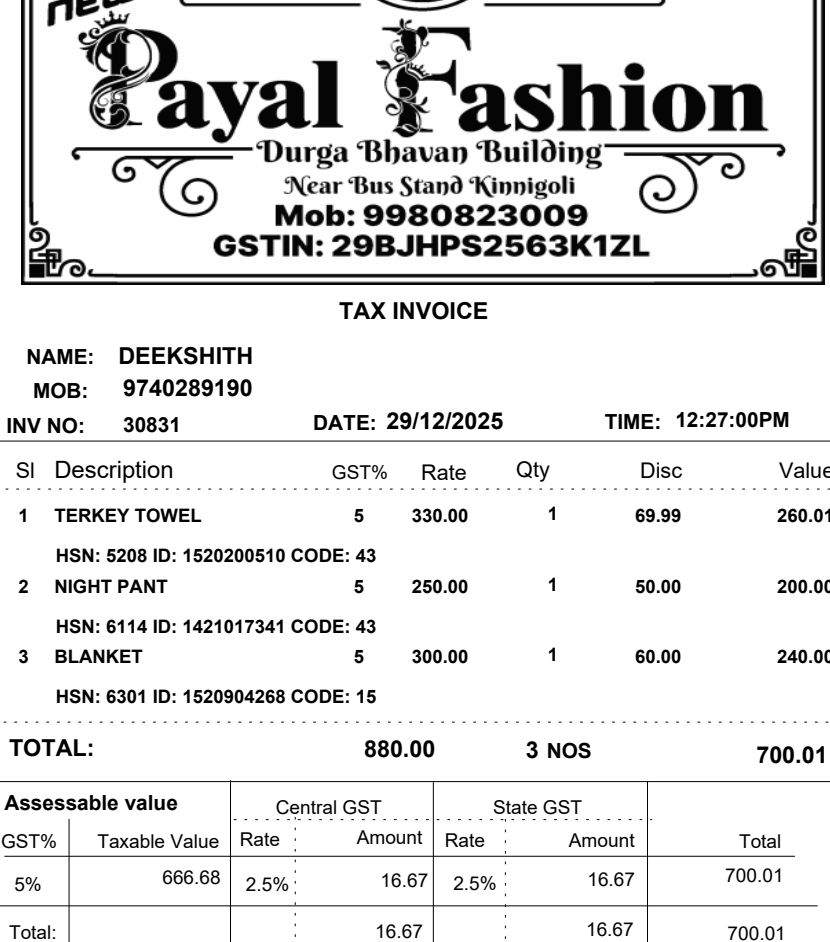 new
Payal Fashion
Durga Bhavan Building
Near Bus Stand Kinnigoli
Mob: 9980823009
GSTIN: 29BJHPS2563K1ZL
TAX INVOICE
NAME: DEEKSHITH
MOB: 9740289190
INV NO: 30831 DATE: 29/12/2025 TIME: 12:27:00PM
Sl Description GST% Rate Qty Disc Value
1 TERKEY TOWEL 5 330.00 1 69.99 260.01
HSN: 5208 ID: 1520200510 CODE: 43
2 NIGHT PANT 5 250.00 1 50.00 200.00
HSN: 6114 ID: 1421017341 CODE: 43
3 BLANKET 5 300.00 1 60.00 240.00
HSN: 6301 ID: 1520904268 CODE: 15
TOTAL: 880.00 3 NOS 700.01
Assessable value Central GST State GST
GST% Taxable Value Rate Amount Rate Amount Total
5% 666.68 2.5% 16.67 2.5% 16.67 700.01
Total: 16.67 16.67 700.01